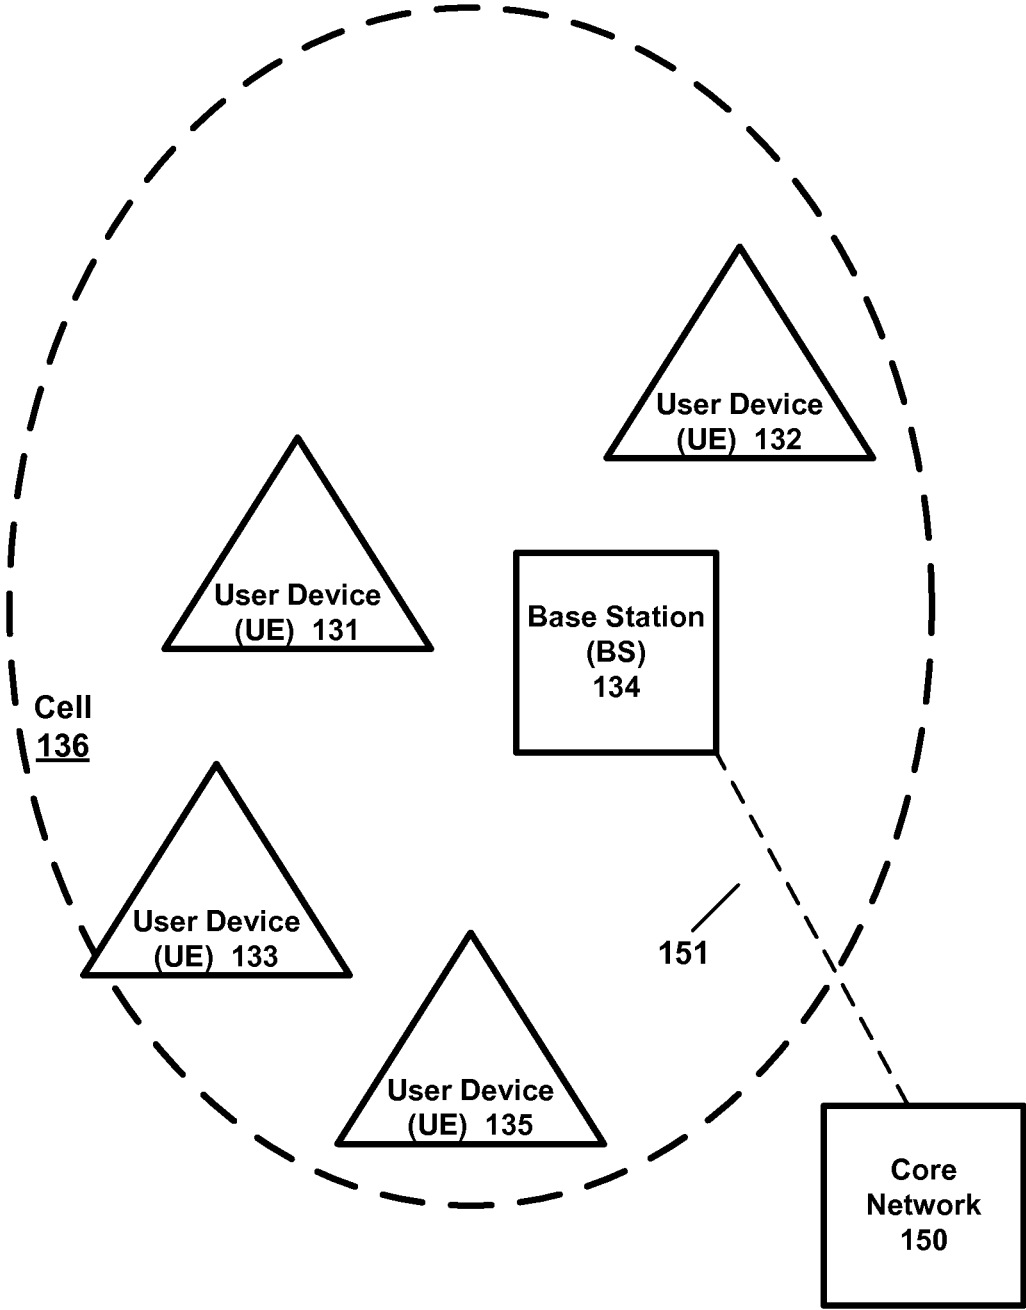 User Device
(UE) 132
User Device
(UE) 131
Base Station
(BS)
134
Cell
136
User Device
(UE) 133
151
User Device
(UE) 135
Core
Network
150